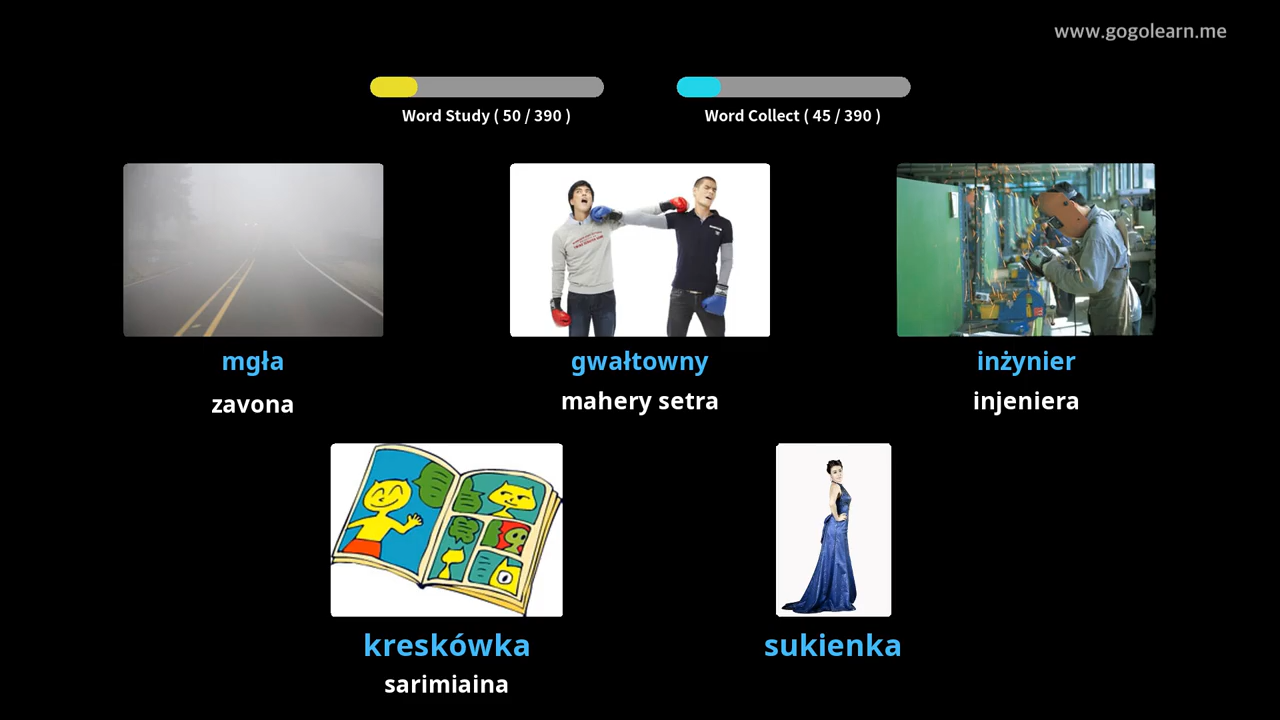 www.gogolearn.me
Word Study ( 50 / 390 )
Word Collect ( 45 / 390 )
mgła
gwałtowny
inżynier
zavona
mahery setra
injeniera
kreskówka
sukienka
sarimiaina